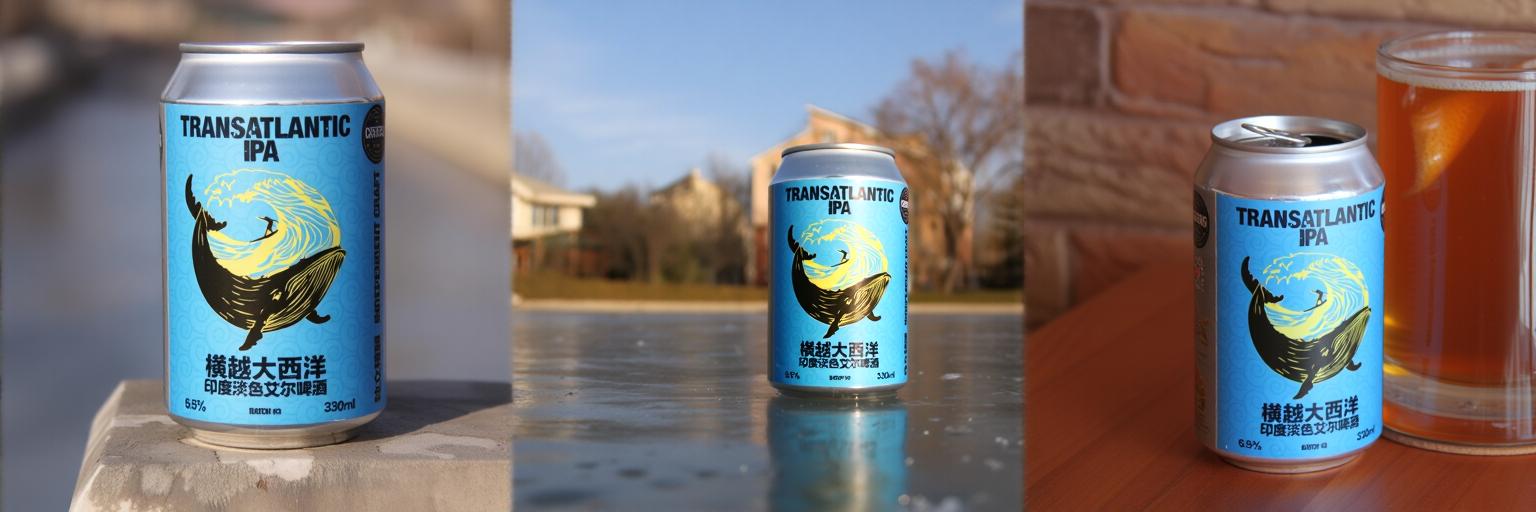 TRANSATLANTIC
IPA
横越大西洋
印度淡色艾尔啤酒
6.5%
330ml
INDEPENDENT CRAFT
TRANSATLANTIC
IPA
横越大西洋
印度淡色艾尔啤酒
330ml
TRANSATLANTIC
IPA
横越大西洋
印度淡色艾尔啤酒
330ml